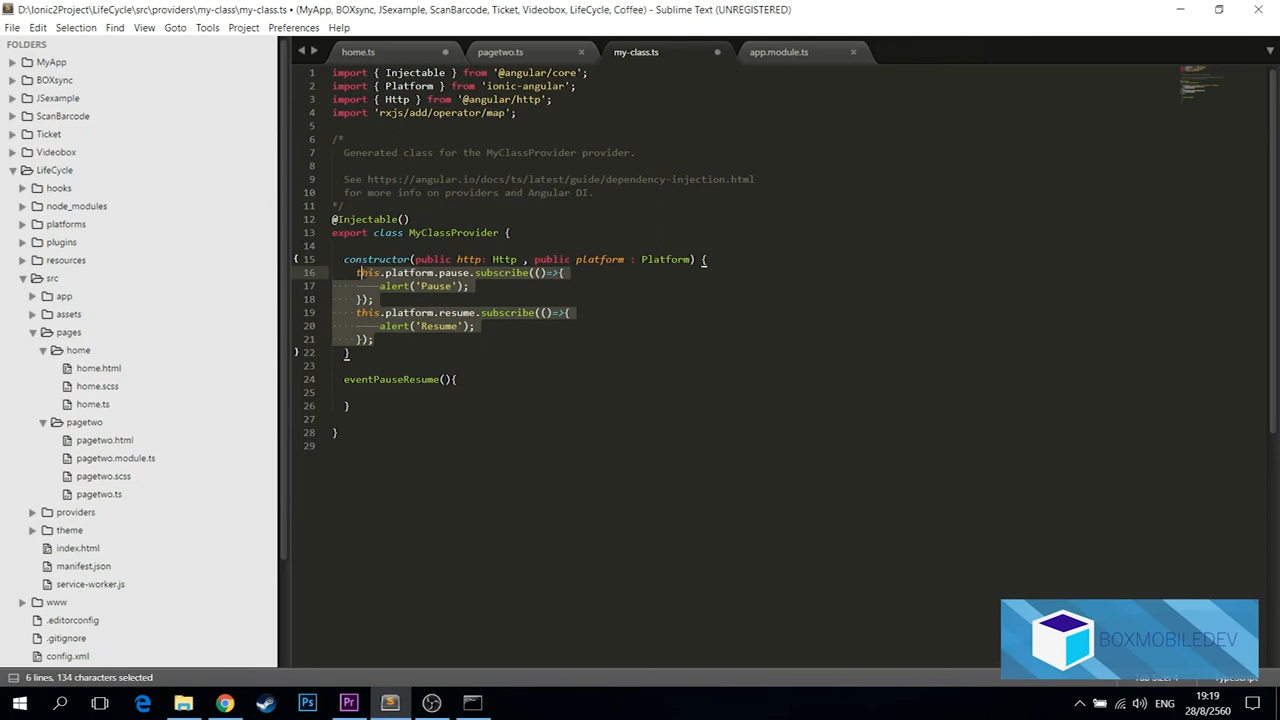 D:\Ionic2Project\LifeCycle\src\providers\my-class\my-class.ts (MyApp, BOXsync, JSexample, ScanBarcode, Ticket, Videobox, LifeCycle, Coffee) - Sublime Text (UNREGISTERED)
File Edit Selection Find View Goto Tools Project Preferences Help
FOLDERS
MyApp
BOXsync
JSexample
ScanBarcode
Ticket
Videobox
LifeCycle
hooks
node_modules
platforms
plugins
resources
src
app
assets
pages
home
home.html
home.scss
home.ts
pagetwo
pagetwo.html
pagetwo.module.ts
pagetwo.scss
pagetwo.ts
providers
theme
index.html
manifest.json
service-worker.js
www
.editorconfig
.gitignore
config.xml
home.ts pagetwo.ts my-class.ts app.module.ts
1 import { Injectable } from '@angular/core';
2 import { Platform } from 'ionic-angular';
3 import { Http } from '@angular/http';
4 import 'rxjs/add/operator/map';
5
6 /*
7 Generated class for the MyClassProvider provider.
8
9 See https://angular.io/docs/ts/latest/guide/dependency-injection.html
10 for more info on providers and Angular DI.
11 */
12 @Injectable()
13 export class MyClassProvider {
14
15 constructor(public http: Http , public platform : Platform) {
16 this.platform.pause.subscribe(()=>{
17 alert('Pause');
18 });
19 this.platform.resume.subscribe(()=>{
20 alert('Resume');
21 });
22 }
23
24 eventPauseResume(){
25
26 }
27
28 }
29
BOXMOBILEDEV
6 lines, 134 characters selected
ENG
19:19
28/8/2560